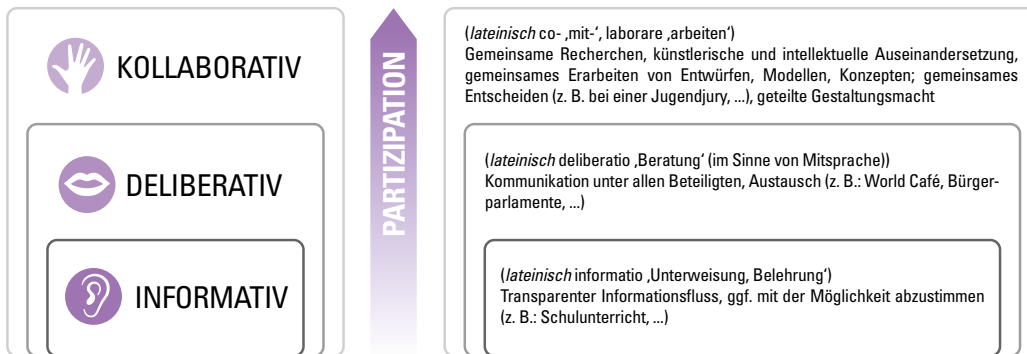 KOLLABORATIV
DELIBERATIV
INFORMATIV
PARTIZIPATION
(lateinisch co- ‚mit-‘, laborare ‚arbeiten‘)
Gemeinsame Recherchen, künstlerische und intellektuelle Auseinandersetzung,
gemeinsames Erarbeiten von Entwürfen, Modellen, Konzepten; gemeinsames
Entscheiden (z. B. bei einer Jugendjury, ...), geteilte Gestaltungsmacht
(lateinisch deliberatio ‚Beratung‘ (im Sinne von Mitsprache))
Kommunikation unter allen Beteiligten, Austausch (z. B.: World Café, Bürger-
parlamente, ...)
(lateinisch informatio ‚Unterweisung, Belehrung‘)
Transparenter Informationsfluss, ggf. mit der Möglichkeit abzustimmen
(z. B.: Schulunterricht, ...)